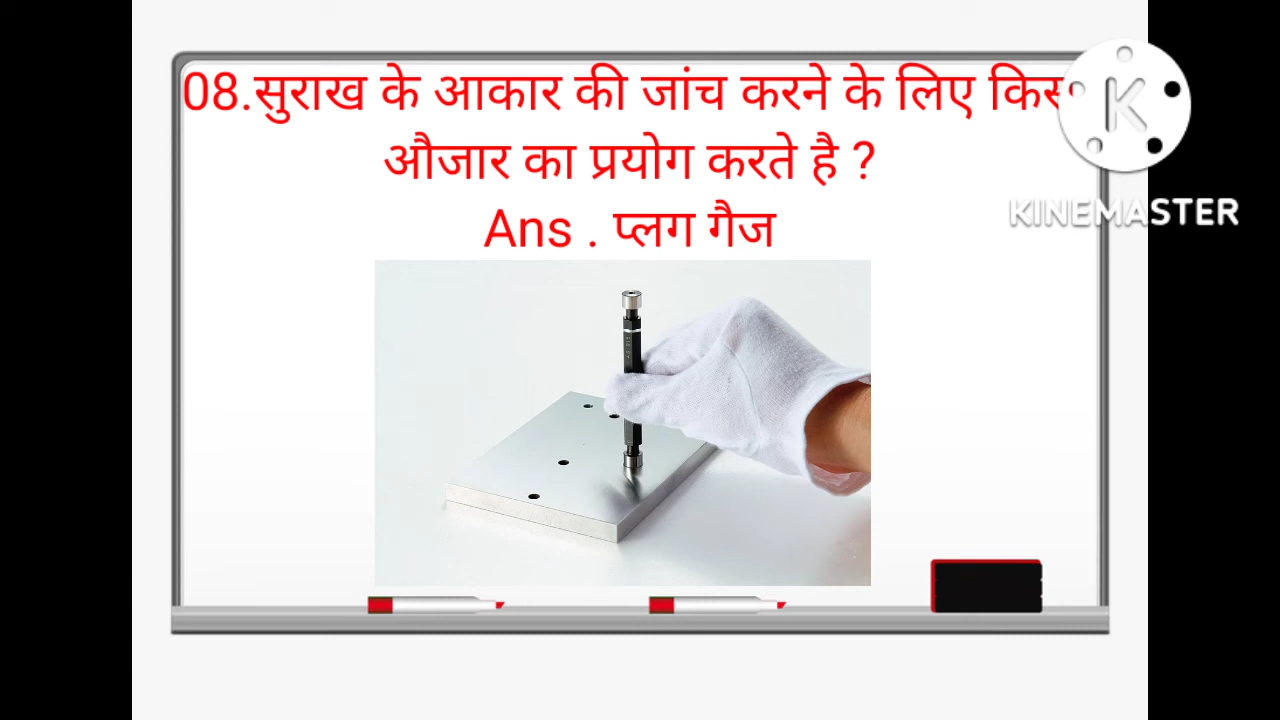 08.सुराख के आकार की जांच करने के लिए
औजार का प्रयोग करते है ?
Ans . प्लग गैज
K
KINEMASTER